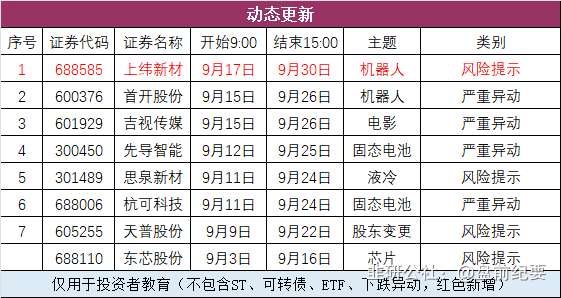 动态更新
序号 证券代码 证券名称 开始9:00 结束15:00 主题 类别
1 688585 上纬新材 9月17日 9月30日 机器人 风险提示
2 600376 首开股份 9月15日 9月26日 机器人 严重异动
3 601929 吉视传媒 9月15日 9月26日 电影 严重异动
4 300450 先导智能 9月12日 9月25日 固态电池 严重异动
5 301489 思泉新材 9月11日 9月24日 液冷 风险提示
6 688006 杭可科技 9月11日 9月24日 固态电池 严重异动
7 605255 天普股份 9月9日 9月22日 股东变更 风险提示
688110 东芯股份 9月3日 9月16日 芯片 风险提示
仅用于投资者教育（不包含ST、可转债、ETF、下跌异动，红色新增）
韭研公社：@盘前纪要